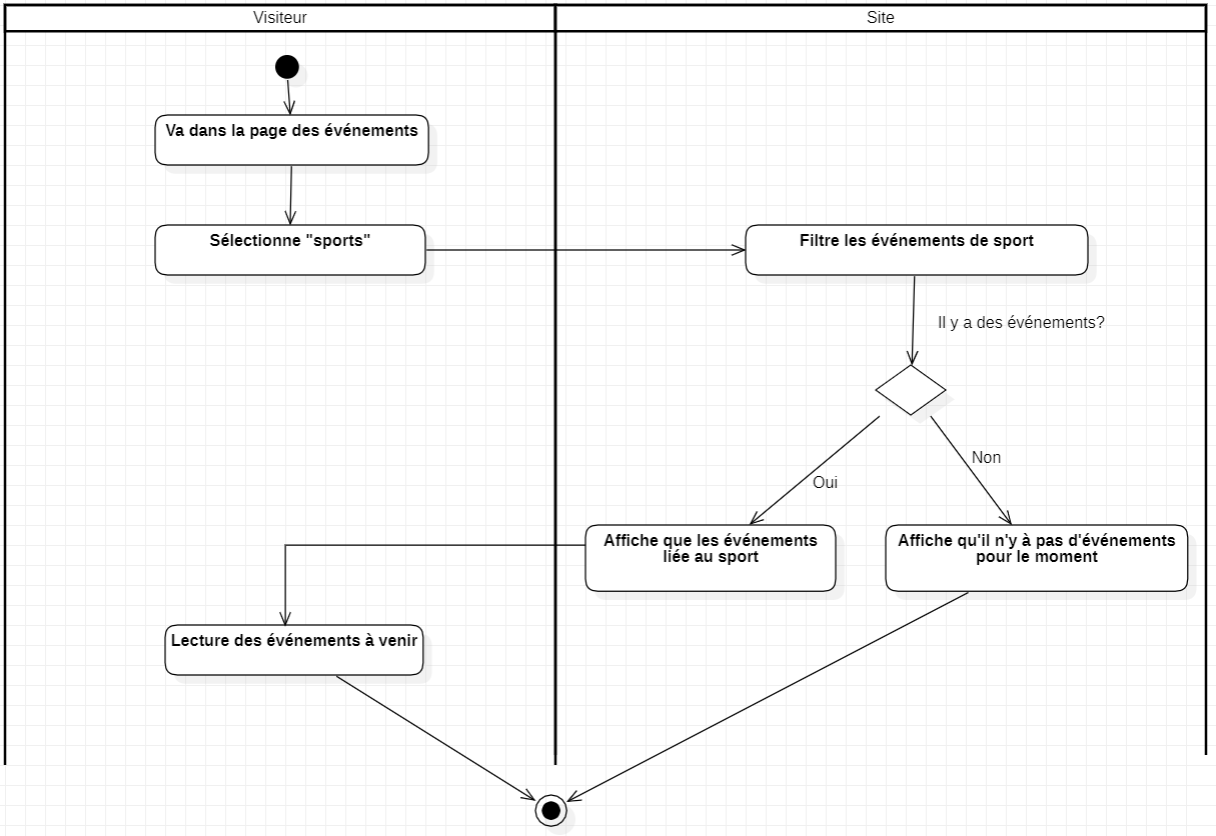 Visiteur
Site
Va dans la page des événements
Sélectionne "sports"
Filtre les événements de sport
Il y a des événements?
Non
Oui
Affiche que les événements
liée au sport
Affiche qu'il n'y à pas d'événements
pour le moment
Lecture des événements à venir